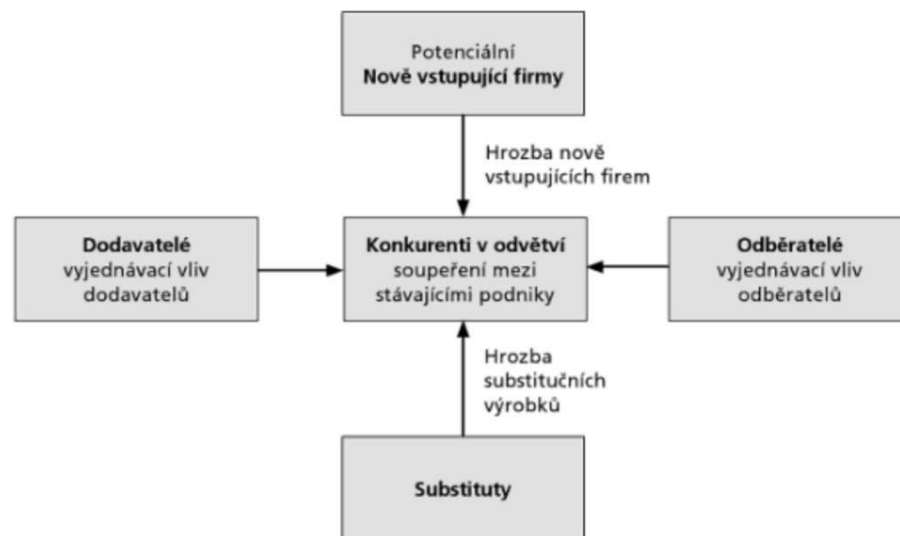 Potenciální
Nově vstupující firmy
Hrozba nově
vstupujících firem
Dodavatelé
vyjednávací vliv
dodavatelů
Konkurenti v odvětví
soupeření mezi
stávajícími podniky
Odběratelé
vyjednávací vliv
odběratelů
Hrozba
substitučních
výrobků
Substituty